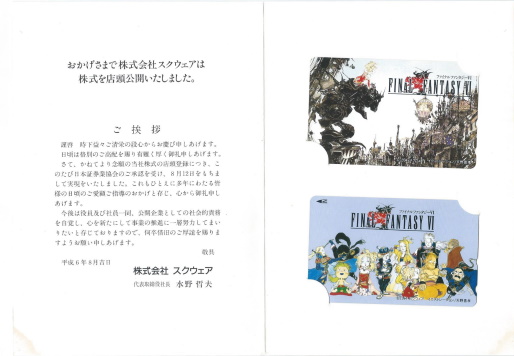 おかげさまで株式会社スクウェアは
株式を店頭公開いたしました。
ご挨拶
謹啓 時下益々ご清栄の段心からお慶び申しあげます。
日頃は格別のご高配を賜り有難く厚く御礼申しあげます。
さて、かねてより念願の当社株式の店頭登録につき、こ
のたび日本証券業協会のご承認を受け、8月12日をもちま
して実現をいたしました。これもひとえに多年にわたる皆
様の日頃のご愛顧ご指導のおかげと存じ、心から御礼申し
あげます。
今後は役員及び社員一同、公開企業としての社会的責務
を自覚し、心を新たにして事業の推進に一層努力してまい
りたいと存じておりますので、何卒倍旧のご厚誼を賜りま
すようお願い申しあげます。
敬具
平成6年8月吉日
株式会社 スクウェア
代表取締役社長 水野哲夫
ファイナルファンタジーVI
FINAL FANTASY VI
ファイナルファンタジーVI
FINAL FANTASY VI